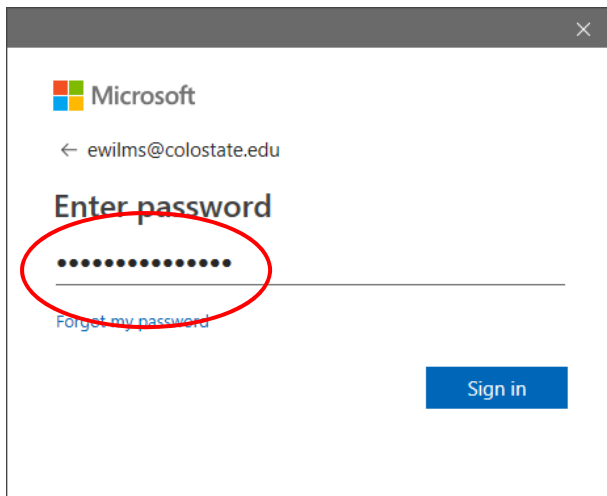 Microsoft
← ewilms@colostate.edu
Enter password
•••••••••••••••
Forgot my password
Sign in